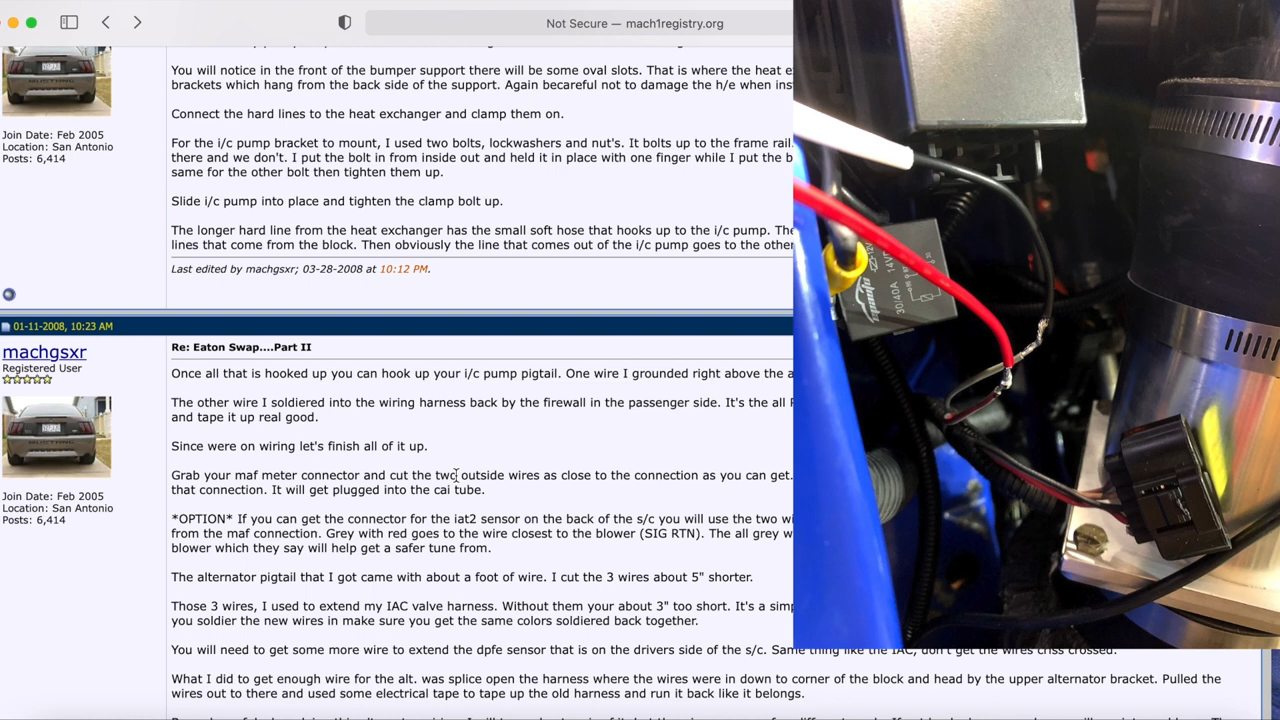 Not Secure — mach1registry.org
You will notice in the front of the bumper support there will be some oval slots. That is where the heat e
brackets which hang from the back side of the support. Again becareful not to damage the h/e when ins
Join Date: Feb 2005
Location: San Antonio
Posts: 6,414
Connect the hard lines to the heat exchanger and clamp them on.
For the i/c pump bracket to mount, I used two bolts, lockwashers and nut's. It bolts up to the frame rail.
there and we don't. I put the bolt in from inside out and held it in place with one finger while I put the b
same for the other bolt then tighten them up.
Slide i/c pump into place and tighten the clamp bolt up.
The longer hard line from the heat exchanger has the small soft hose that hooks up to the i/c pump. The
lines that come from the block. Then obviously the line that comes out of the i/c pump goes to the other
Last edited by machgsxr; 03-28-2008 at 10:12 PM.
01-11-2008, 10:23 AM
machgsxr
Registered User
Re: Eaton Swap....Part II
Once all that is hooked up you can hook up your i/c pump pigtail. One wire I grounded right above the a
The other wire I soldiered into the wiring harness back by the firewall in the passenger side. It's the all
and tape it up real good.
Since were on wiring let's finish all of it up.
Grab your maf meter connector and cut the two outside wires as close to the connection as you can get.
that connection. It will get plugged into the cai tube.
Join Date: Feb 2005
Location: San Antonio
Posts: 6,414
*OPTION* If you can get the connector for the iat2 sensor on the back of the s/c you will use the two wi
from the maf connection. Grey with red goes to the wire closest to the blower (SIG RTN). The all grey w
blower which they say will help get a safer tune from.
The alternator pigtail that I got came with about a foot of wire. I cut the 3 wires about 5" shorter.
Those 3 wires, I used to extend my IAC valve harness. Without them your about 3" too short. It's a simp
you soldier the new wires in make sure you get the same colors soldiered back together.
You will need to get some more wire to extend the dpfe sensor that is on the drivers side of the s/c. Same thing like the IAC, don't get the wires criss crossed.
What I did to get enough wire for the alt. was splice open the harness where the wires were in down to corner of the block and head by the upper alternator bracket. Pulled the
wires out to there and used some electrical tape to tape up the old harness and run it back like it belongs.
epauto
30/40A 14V